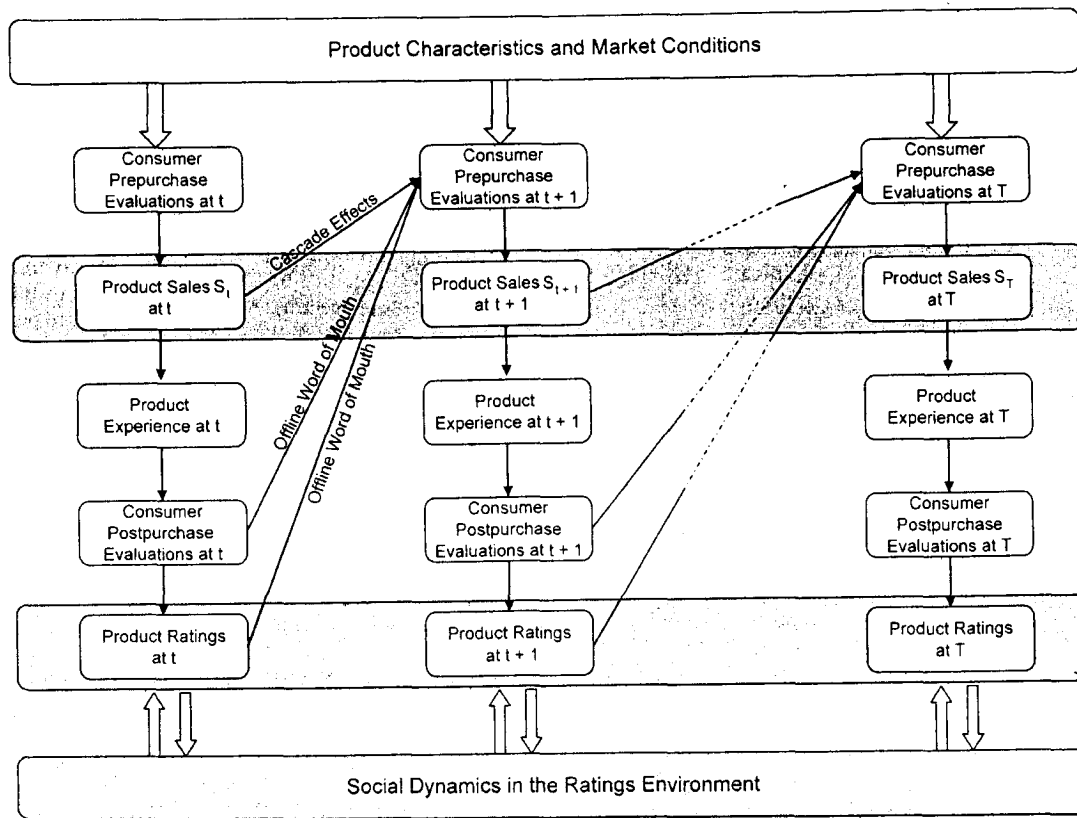 Product Characteristics and Market Conditions
Consumer
Prepurchase
Evaluations at t
Consumer
Prepurchase
Evaluations at t + 1
Consumer
Prepurchase
Evaluations at T
Cascade Effects
Product Sales St
at t
Product Sales St + 1
at t + 1
Product Sales ST
at T
Offline Word of Mouth
Offline Word of Mouth
Product
Experience at t
Product
Experience at t + 1
Product
Experience at T
Consumer
Postpurchase
Evaluations at t
Consumer
Postpurchase
Evaluations at t + 1
Consumer
Postpurchase
Evaluations at T
Product Ratings
at t
Product Ratings
at t + 1
Product Ratings
at T
Social Dynamics in the Ratings Environment